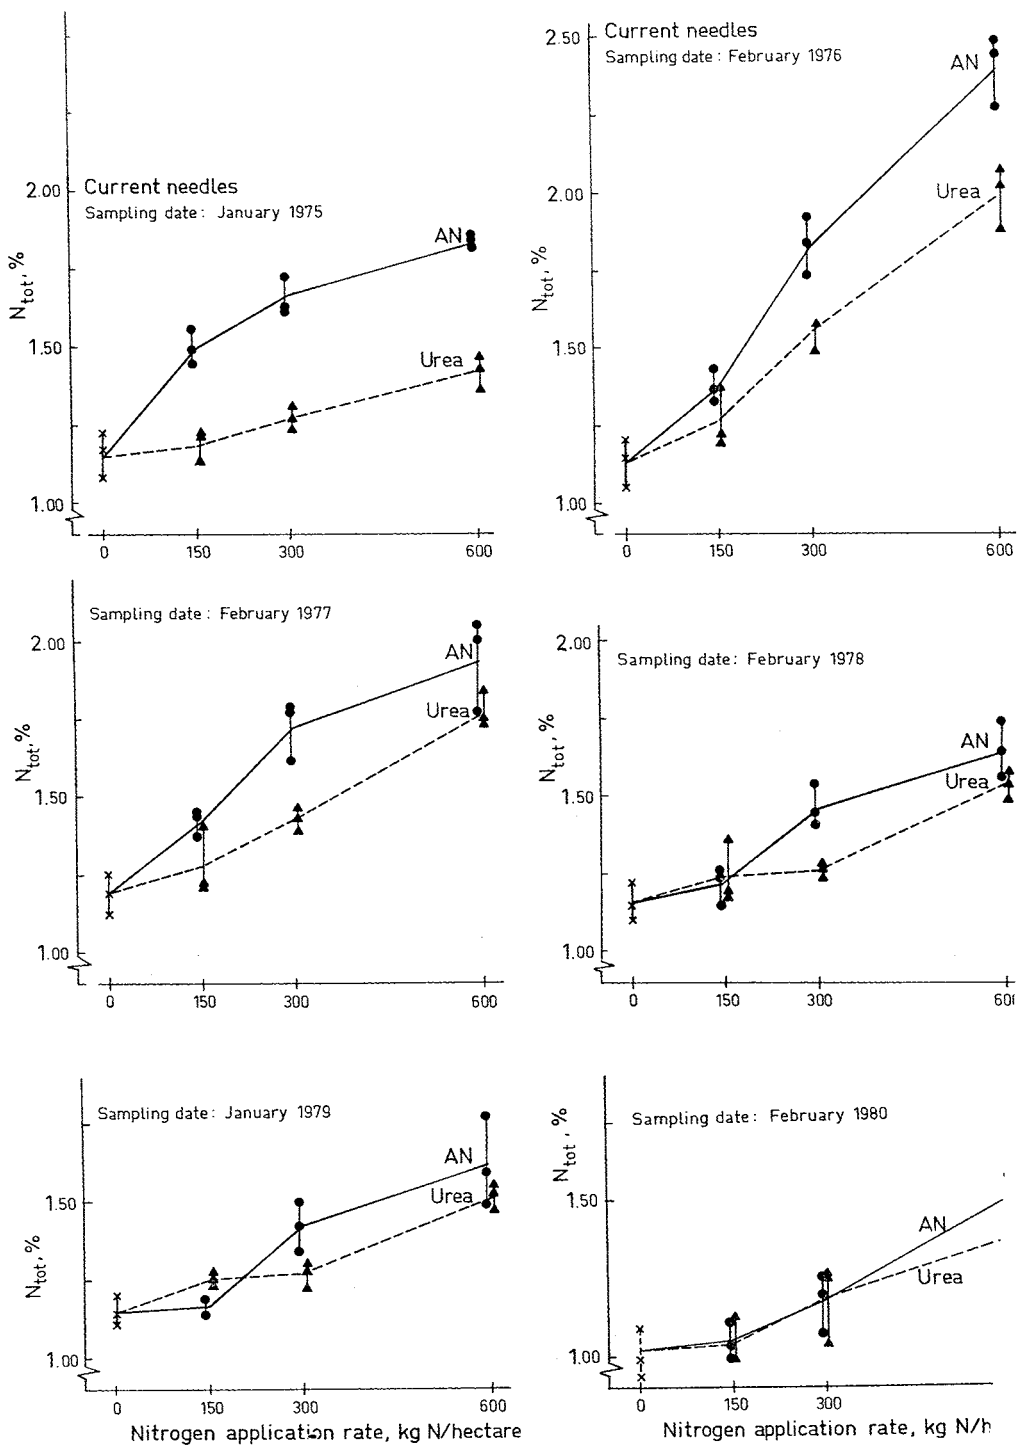 Current needles
Sampling date: January 1975
2.00
1.50
1.00
N_tot, %
AN
Urea
0 150 300 600
Current needles
Sampling date: February 1976
2.50
2.00
1.50
1.00
N_tot, %
AN
Urea
0 150 300 600
Sampling date: February 1977
2.00
1.50
1.00
N_tot, %
AN
Urea
0 150 300 600
Sampling date: February 1978
2.00
1.50
1.00
N_tot, %
AN
Urea
0 150 300 60
Sampling date: January 1979
1.50
1.00
N_tot, %
AN
Urea
0 150 300 600
Nitrogen application rate, kg N/hectare
Sampling date: February 1980
1.50
1.00
N_tot, %
AN
Urea
0 150 300
Nitrogen application rate, kg N/h